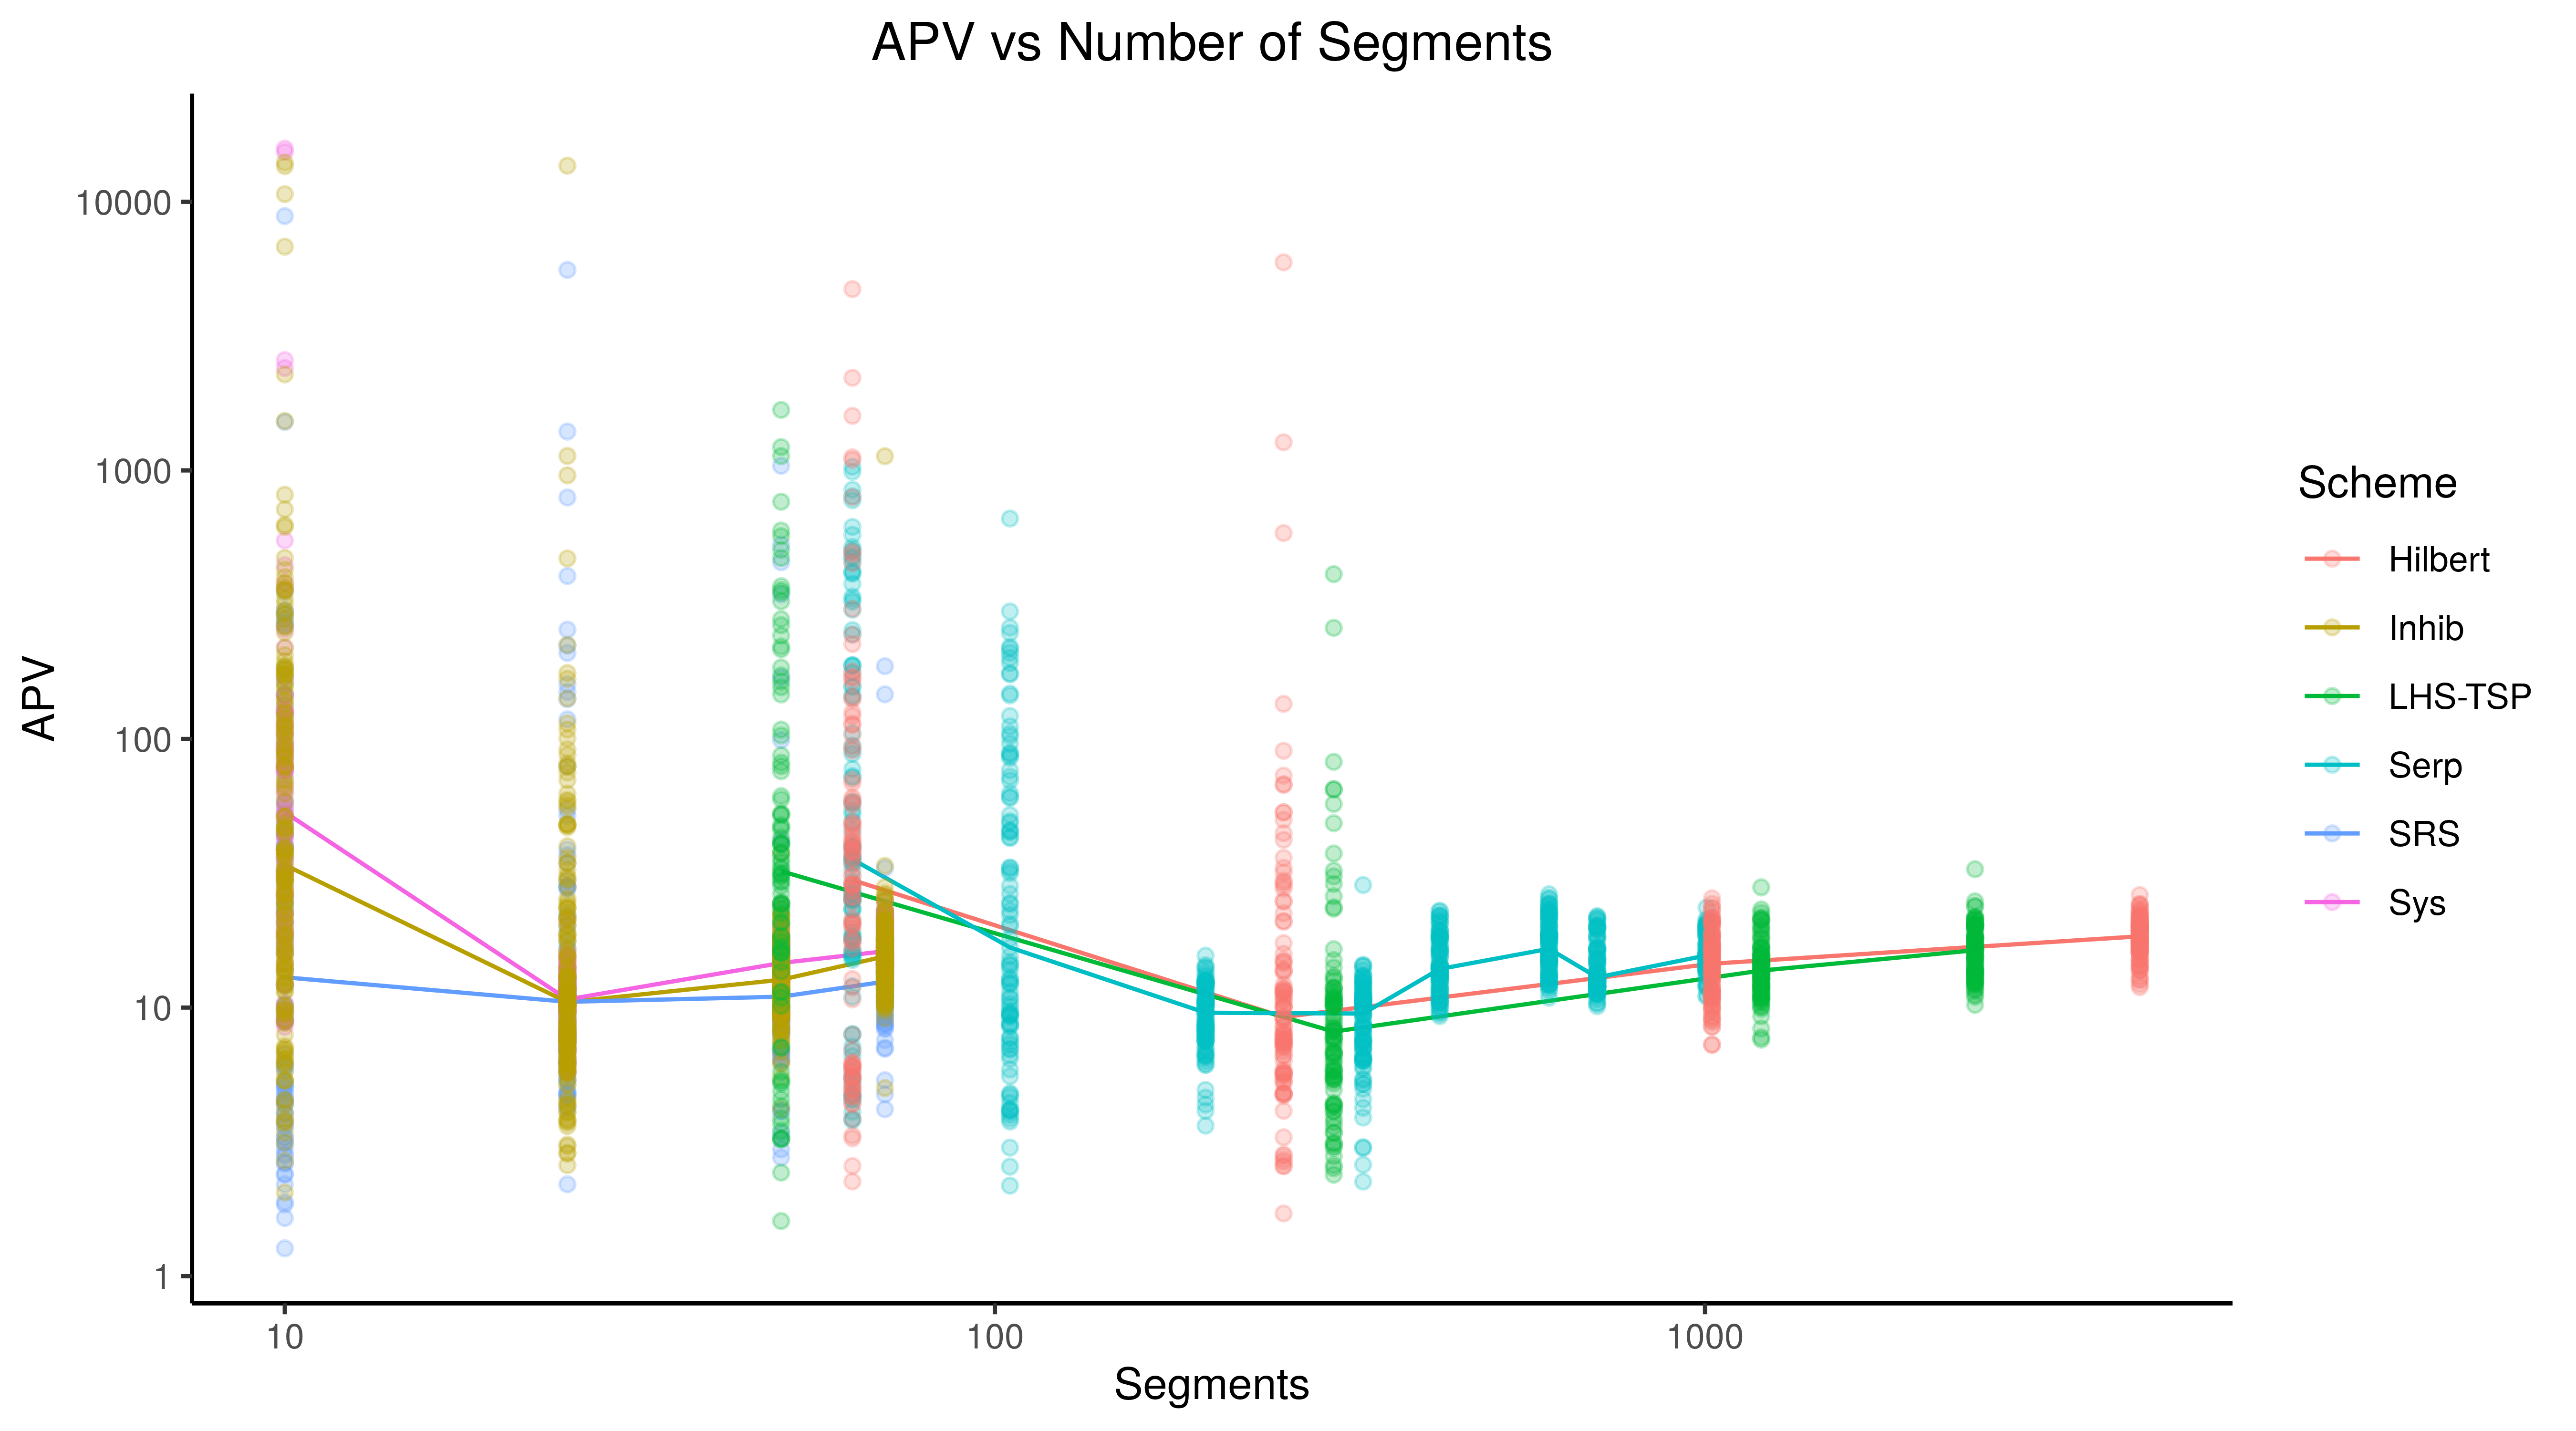 APV vs Number of Segments
APV
10000
1000
100
10
1
10
100
1000
Segments
Scheme
Hilbert
Inhib
LHS-TSP
Serp
SRS
Sys